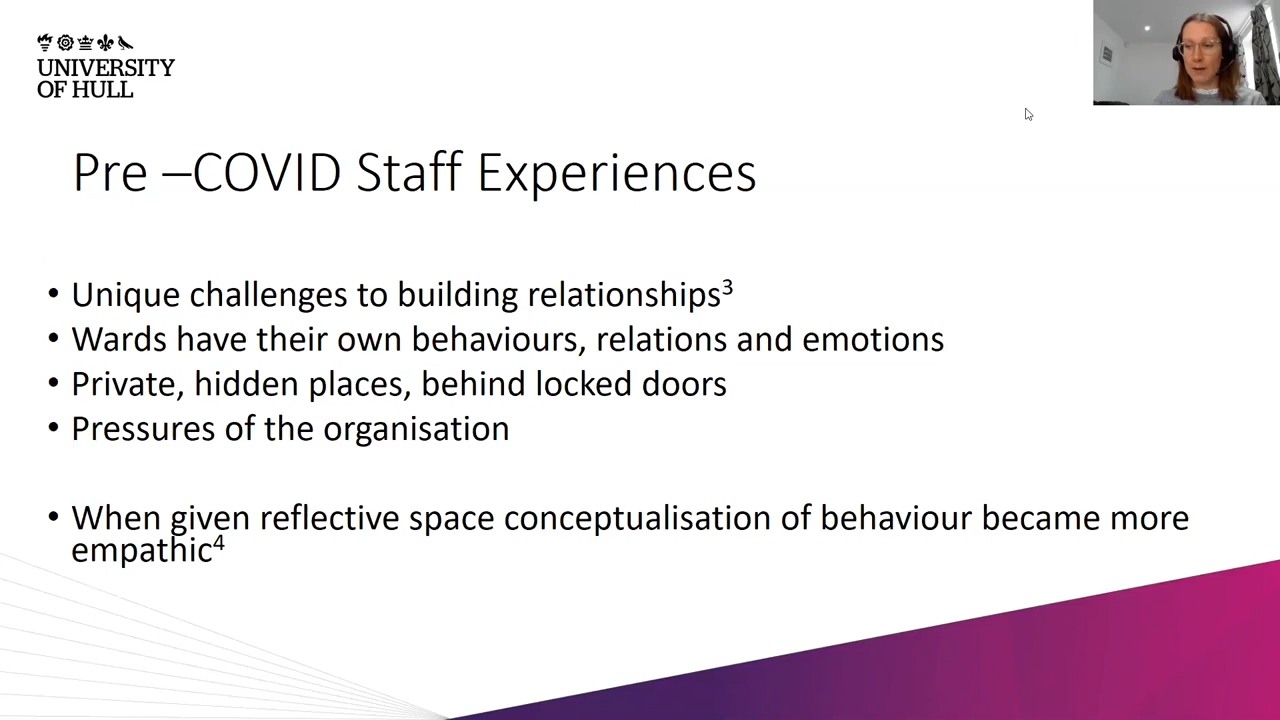 UNIVERSITY
OF HULL
Pre –COVID Staff Experiences
• Unique challenges to building relationships³
• Wards have their own behaviours, relations and emotions
• Private, hidden places, behind locked doors
• Pressures of the organisation
• When given reflective space conceptualisation of behaviour became more
empathic⁴